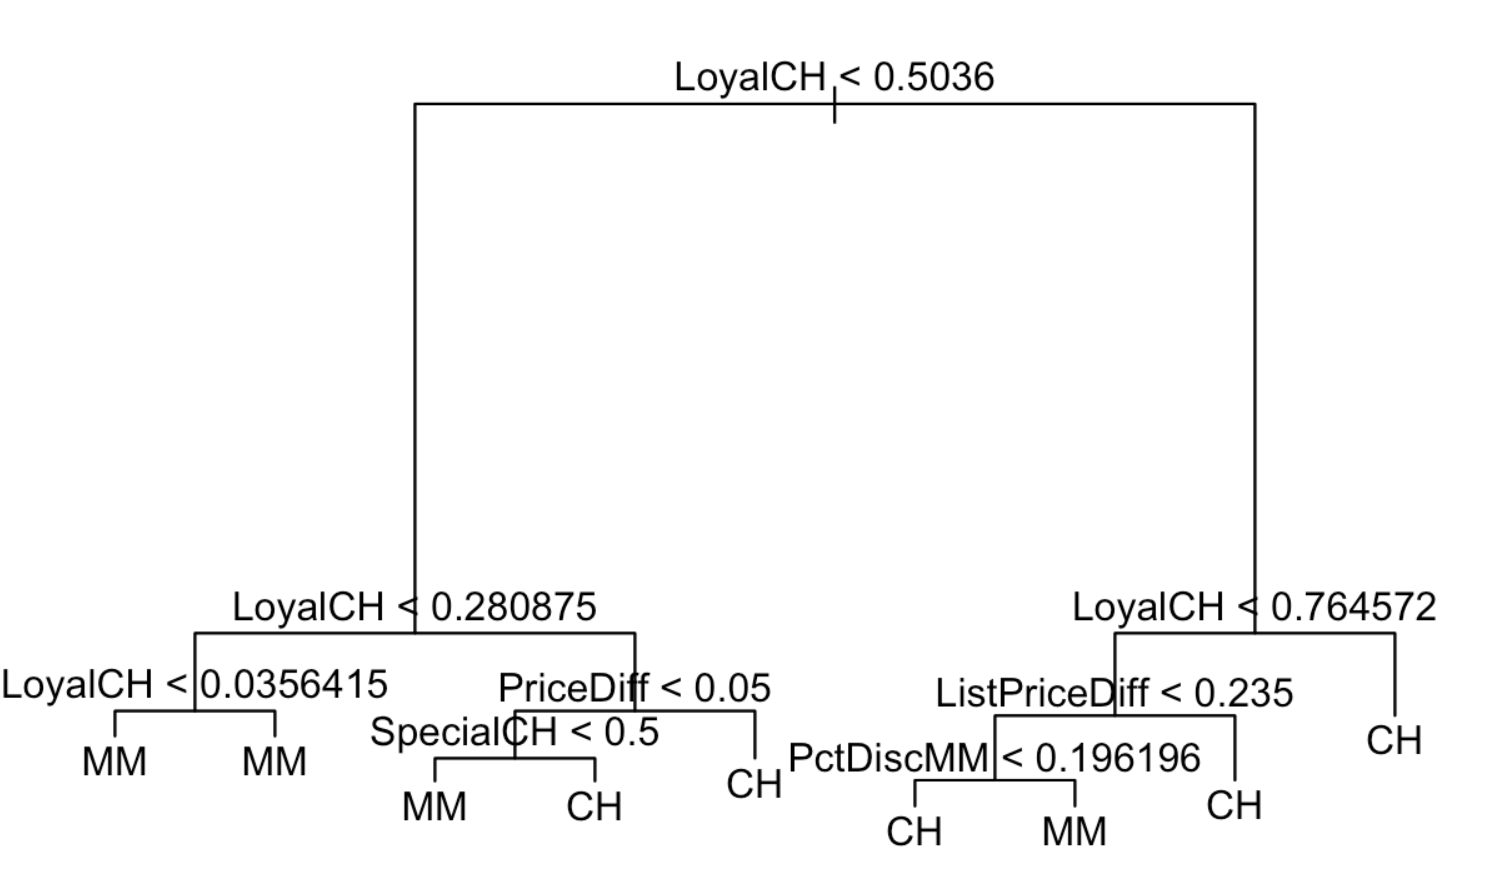 LoyalCH < 0.5036
LoyalCH < 0.280875
LoyalCH < 0.764572
LoyalCH < 0.0356415
PriceDiff < 0.05
ListPriceDiff < 0.235
SpecialCH < 0.5
CH
PctDiscMM < 0.196196
MM
MM
CH
MM
CH
CH
CH
MM